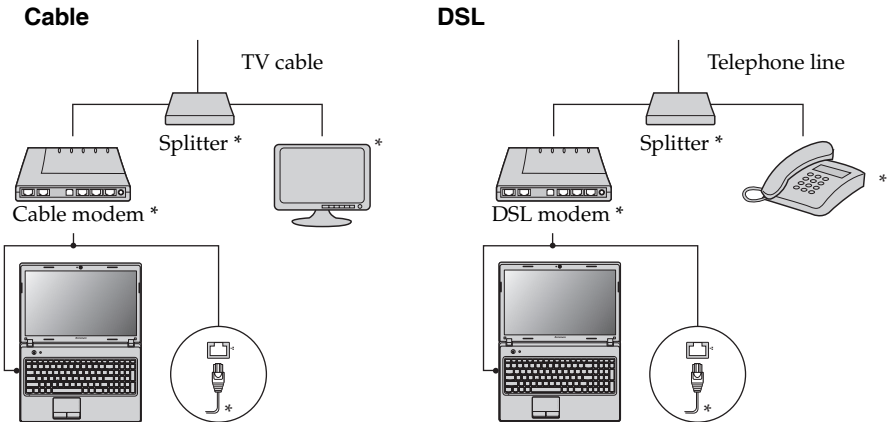 Cable
TV cable
Splitter *
*
Cable modem *
*
DSL
Telephone line
Splitter *
*
DSL modem *
*